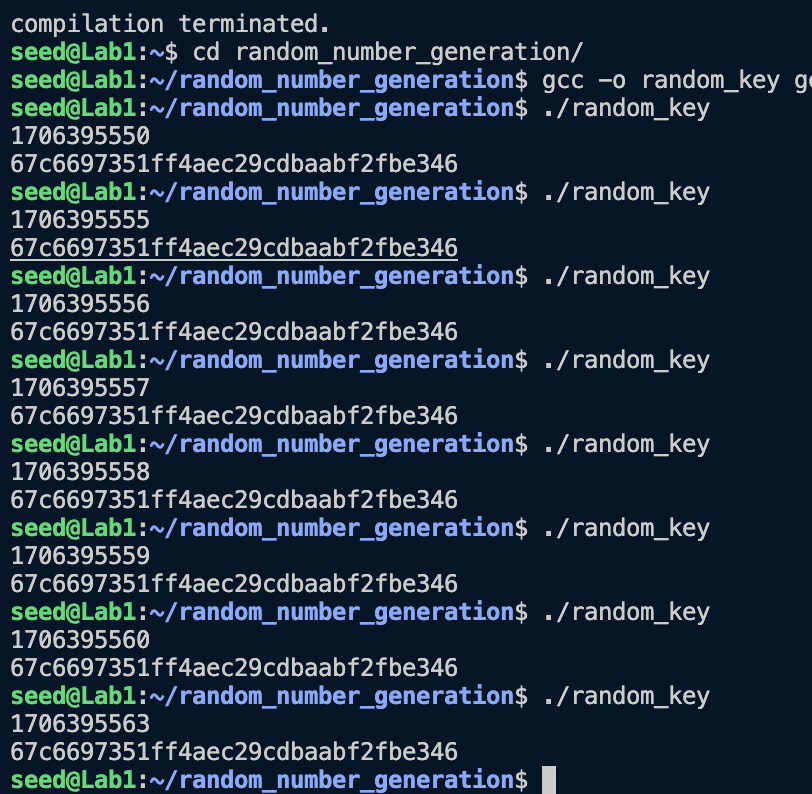 compilation terminated.
seed@Lab1:~$ cd random_number_generation/
seed@Lab1:~/random_number_generation$ gcc -o random_key
seed@Lab1:~/random_number_generation$ ./random_key
1706395550
67c6697351ff4aec29cdbaabf2fbe346
seed@Lab1:~/random_number_generation$ ./random_key
1706395555
67c6697351ff4aec29cdbaabf2fbe346
seed@Lab1:~/random_number_generation$ ./random_key
1706395556
67c6697351ff4aec29cdbaabf2fbe346
seed@Lab1:~/random_number_generation$ ./random_key
1706395557
67c6697351ff4aec29cdbaabf2fbe346
seed@Lab1:~/random_number_generation$ ./random_key
1706395558
67c6697351ff4aec29cdbaabf2fbe346
seed@Lab1:~/random_number_generation$ ./random_key
1706395559
67c6697351ff4aec29cdbaabf2fbe346
seed@Lab1:~/random_number_generation$ ./random_key
1706395560
67c6697351ff4aec29cdbaabf2fbe346
seed@Lab1:~/random_number_generation$ ./random_key
1706395563
67c6697351ff4aec29cdbaabf2fbe346
seed@Lab1:~/random_number_generation$